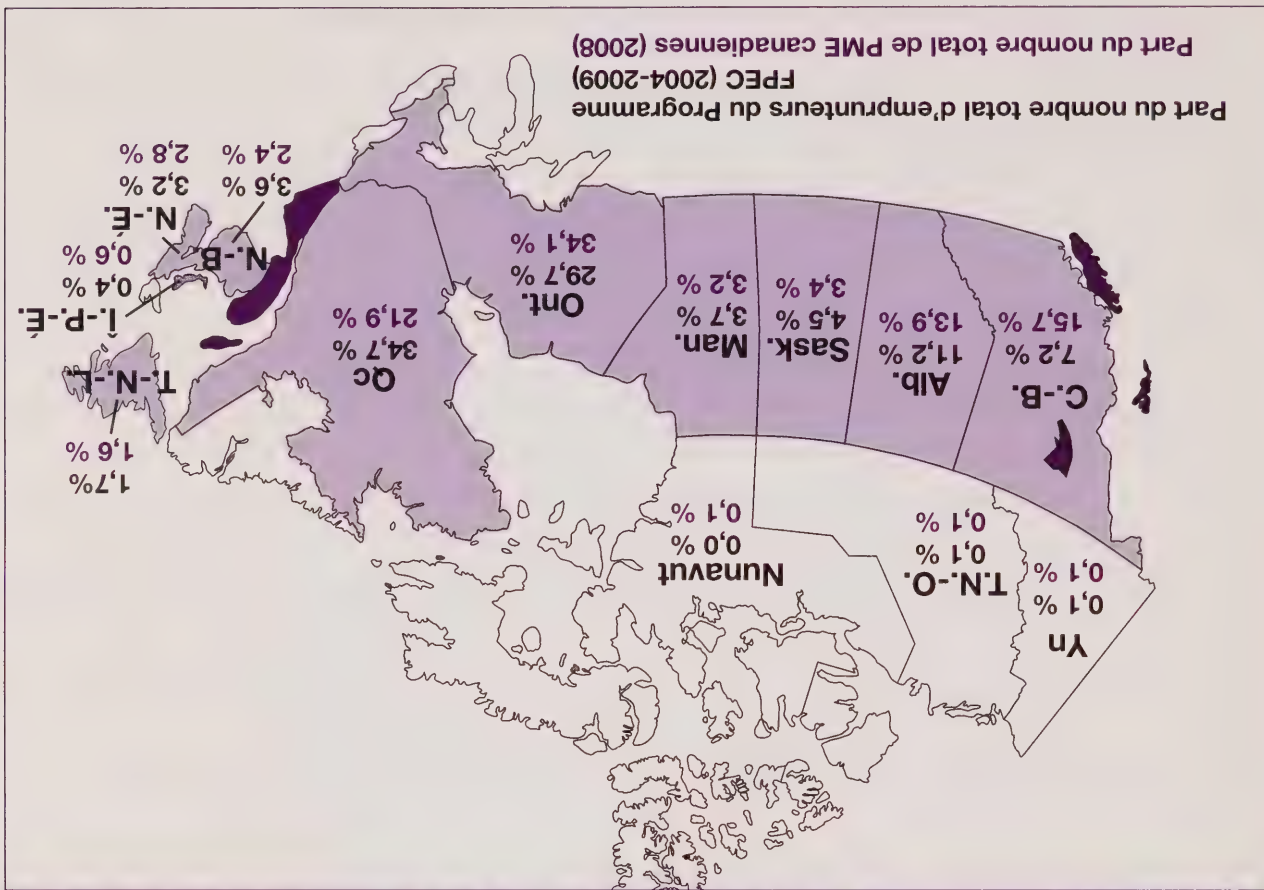 Yn
0,1 %
0,1 %
T.N.-O.
0,1 %
0,1 %
Nunavut
0,0 %
0,1 %
C.-B.
7,2 %
15,7 %
Alb.
11,2 %
13,9 %
Sask.
4,5 %
3,4 %
Man.
3,7 %
3,2 %
Ont.
29,7 %
34,1 %
Qc
34,7 %
21,9 %
1,7%
1,6 %
T.-N.-L.
Î.-P.-É.
0,4 %
0,6 %
N.-B.
3,6 %
2,4 %
N.-É.
3,2 %
2,8 %
Part du nombre total d'emprunteurs du Programme
FPEC (2004-2009)
Part du nombre total de PME canadiennes (2008)